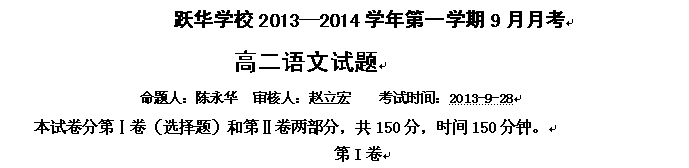 跃华学校2013—2014学年第一学期9月月考
高二语文试题
命题人：陈永华 审核人：赵立宏 考试时间：2013-9-28
本试卷分第Ⅰ卷（选择题）和第Ⅱ卷两部分，共150分，时间150分钟。
第Ⅰ卷